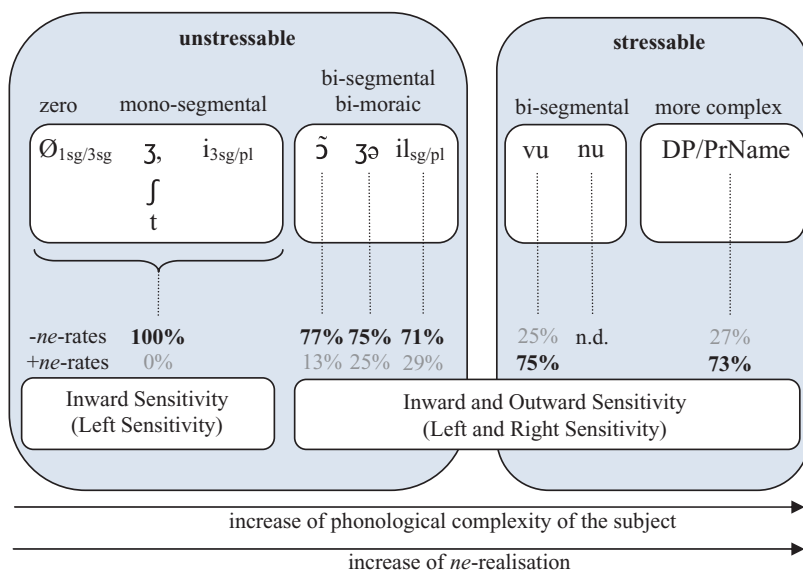 unstressable
stressable
bi-segmental
bi-moraic
zero mono-segmental
bi-segmental more complex
Ø1sg/3sg ʒ, i3sg/pl ɔ̃ ʒə ilsg/pl vu nu DP/PrName
ʃ
t
-ne-rates 100% 77% 75% 71% 25% n.d. 27%
+ne-rates 0% 13% 25% 29% 75% 73%
Inward Sensitivity
(Left Sensitivity)
Inward and Outward Sensitivity
(Left and Right Sensitivity)
increase of phonological complexity of the subject
increase of ne-realisation